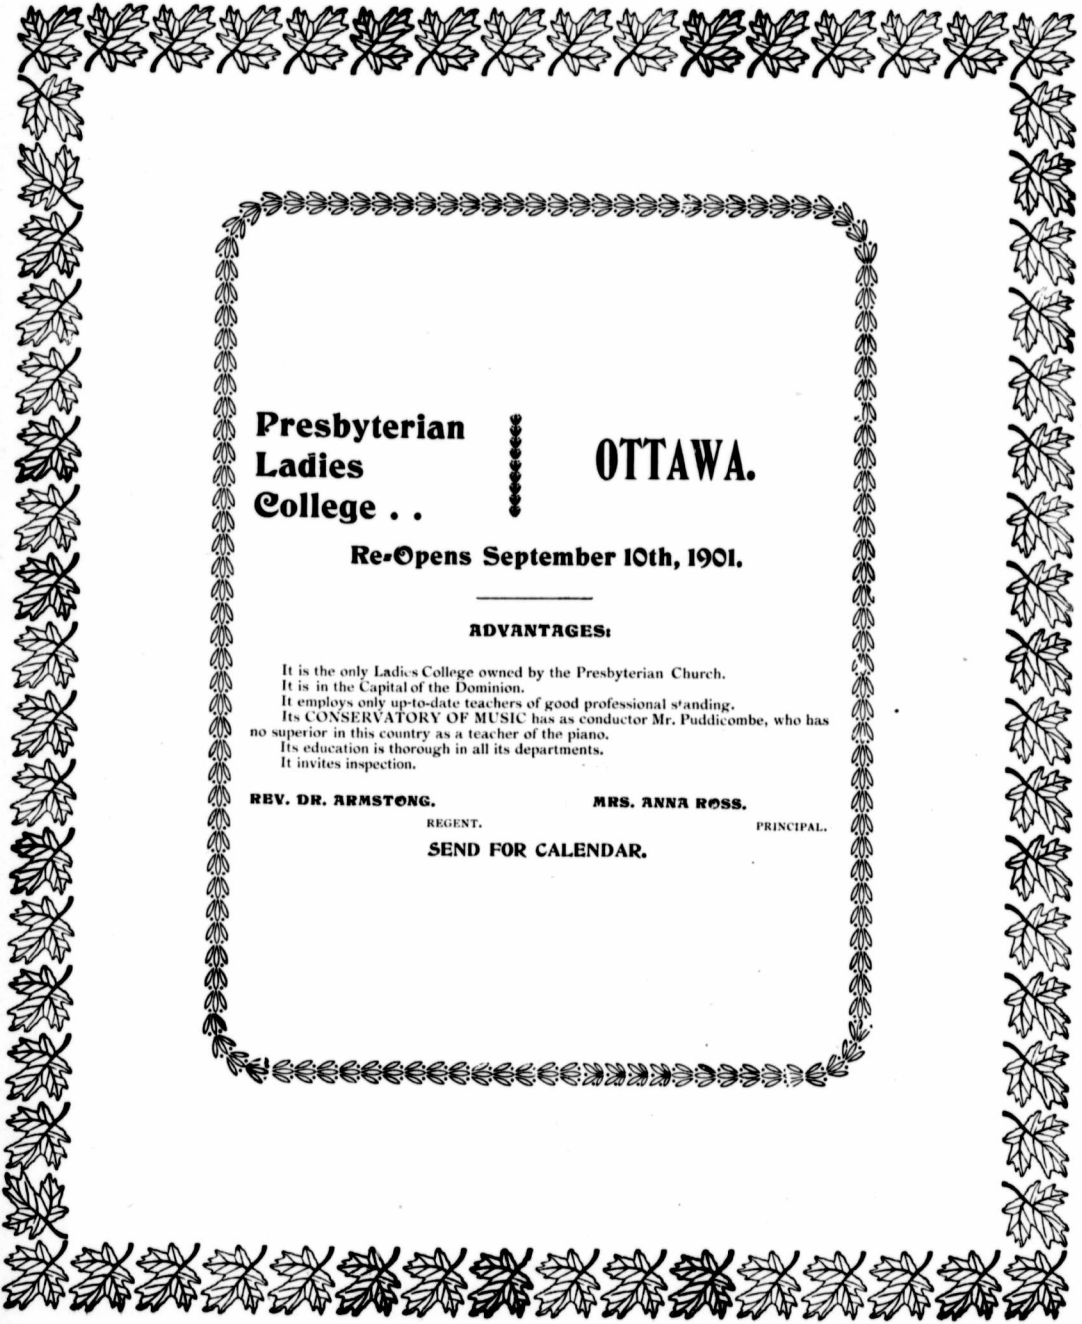 Presbyterian
Ladies
College . .
OTTAWA.
Re-Opens September 10th, 1901.
ADVANTAGES:
It is the only Ladies College owned by the Presbyterian Church.
It is in the Capital of the Dominion.
It employs only up-to-date teachers of good professional standing.
Its CONSERVATORY OF MUSIC has as conductor Mr. Puddicombe, who has
no superior in this country as a teacher of the piano.
Its education is thorough in all its departments.
It invites inspection.
REV. DR. ARMSTONG.
MRS. ANNA ROSS.
REGENT.
PRINCIPAL.
SEND FOR CALENDAR.